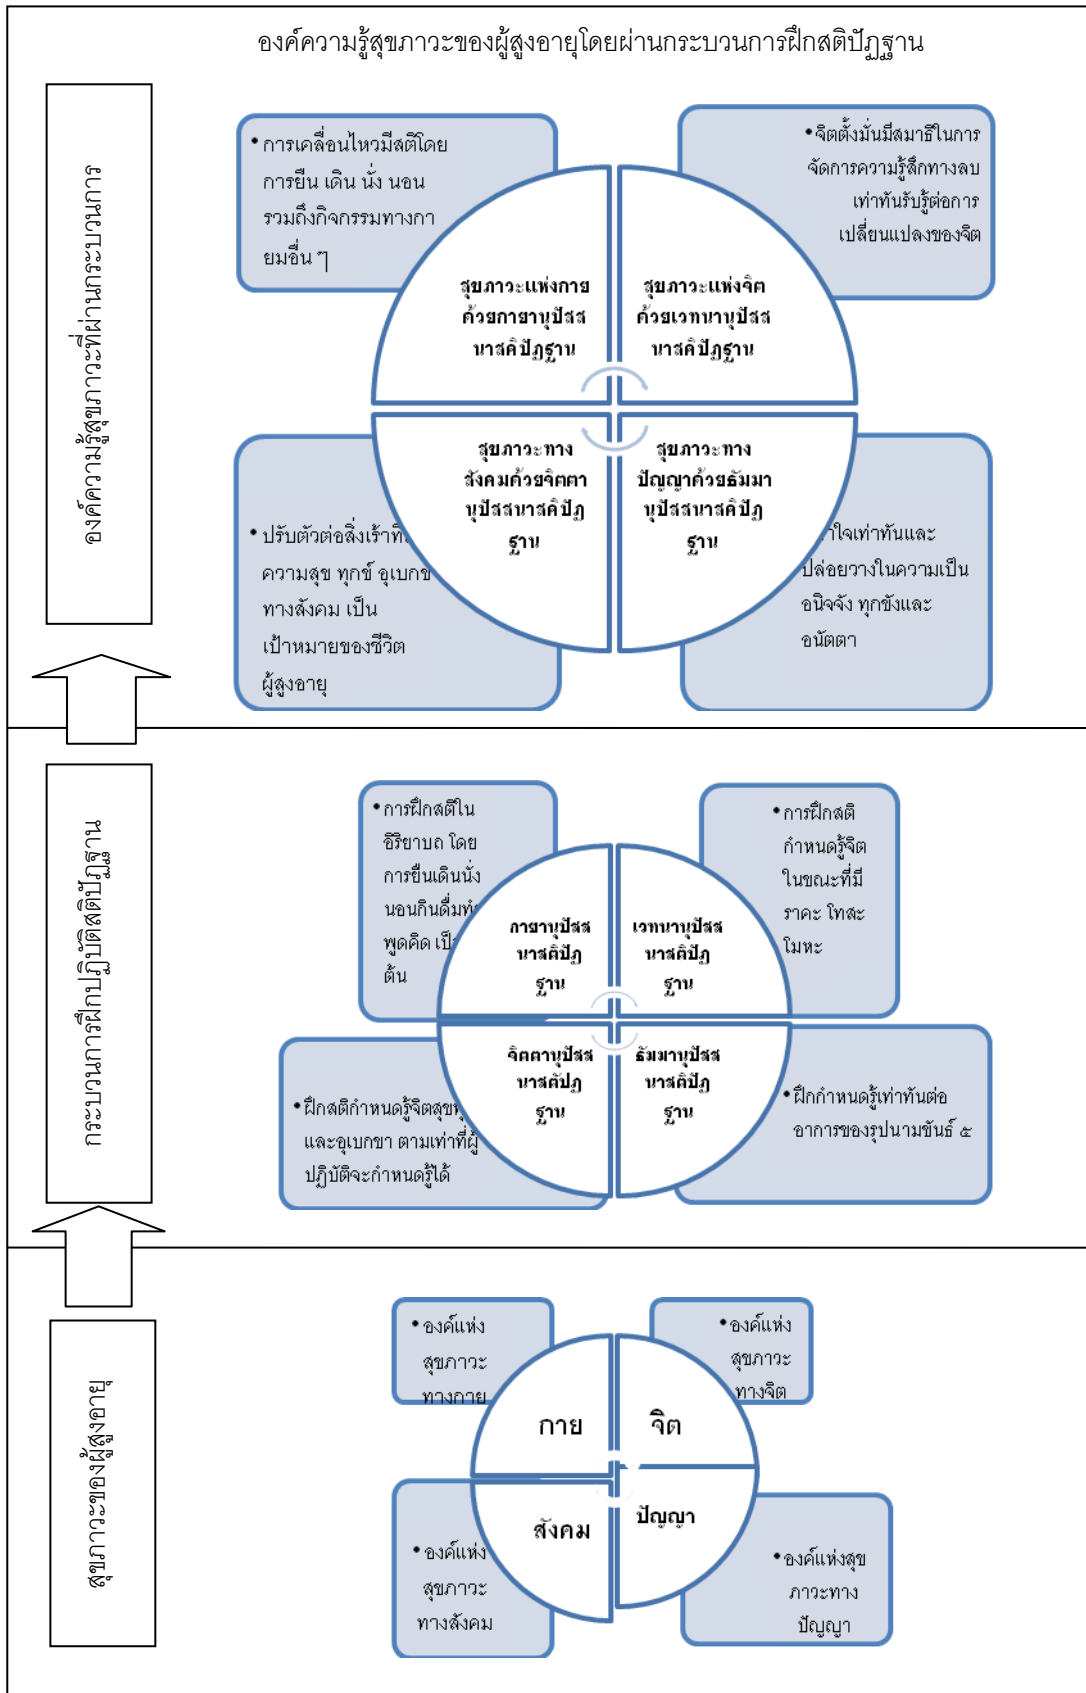 องค์ความรู้สุขภาวะของผู้สูงอายุโดยผ่านกระบวนการฝึกสติปัฏฐาน
องค์ความรู้สุขภาวะที่ผ่านกระบวนการ
•การเคลื่อนไหวมีสติโดย
การยืน เดิน นั่ง นอน
รวมถึงกิจกรรมทางกา
ยมอื่น ๆ
•จิตตั้งมั่นมีสมาธิในการ
จัดการความรู้สึกทางลบ
เท่าทันรับรู้ต่อการ
เปลี่ยนแปลงของจิต
สุขภาวะแห่งกาย
ด้วยกายานุปัสส
นาสติปัฏฐาน
สุขภาวะแห่งจิต
ด้วยเวทนานุปัสส
นาสติปัฏฐาน
สุขภาวะทาง
สังคมด้วยจิตตา
นุปัสสนาสติปัฏ
ฐาน
สุขภาวะทาง
ปัญญาด้วยธัมมา
นุปัสสนาสติปัฏ
ฐาน
•ปรับตัวต่อสิ่งเร้า
ความสุข ทุกข์
ทางสังคม เป็น
เป้าหมายของชีวิต
ผู้สูงอายุ
ใจเท่าทันและ
ปล่อยวางในความเป็น
อนิจจัง ทุกขังและ
อนัตตา
กระบวนการฝึกปฏิบัติสติปัฏฐาน
•การฝึกสติใน
อิริยาบถ โดย
การยืนเดินนั่ง
นอนกินดื่ม
พูดคิด
ต้น
•การฝึกสติ
กำหนดรู้จิต
ในขณะที่มี
ราคะ โทสะ
โมหะ
กายานุปัสส
นาสติปัฏ
ฐาน
เวทนานุปัสส
นาสติปัฏ
ฐาน
จิตตานุปัสส
นาสตัปฏ
ฐาน
ธัมมานุปัสส
นาสติปัฏ
ฐาน
•ฝึกสติกำหนดรู้จิตสุข
และอุเบกขา ตามเท่าที่ผู้
ปฏิบัติจะกำหนดรู้ได้
•ฝึกกำหนดรู้เท่าทันต่อ
อาการของรูปนามขันธ์ ๕
สุขภาวะของผู้สูงอายุ
•องค์แห่ง
สุขภาวะ
ทางกาย
•องค์แห่ง
สุขภาวะ
ทางจิต
กาย
จิต
สังคม
ปัญญา
•องค์แห่ง
สุขภาวะ
ทางสังคม
•องค์แห่งสุข
ภาวะทาง
ปัญญา